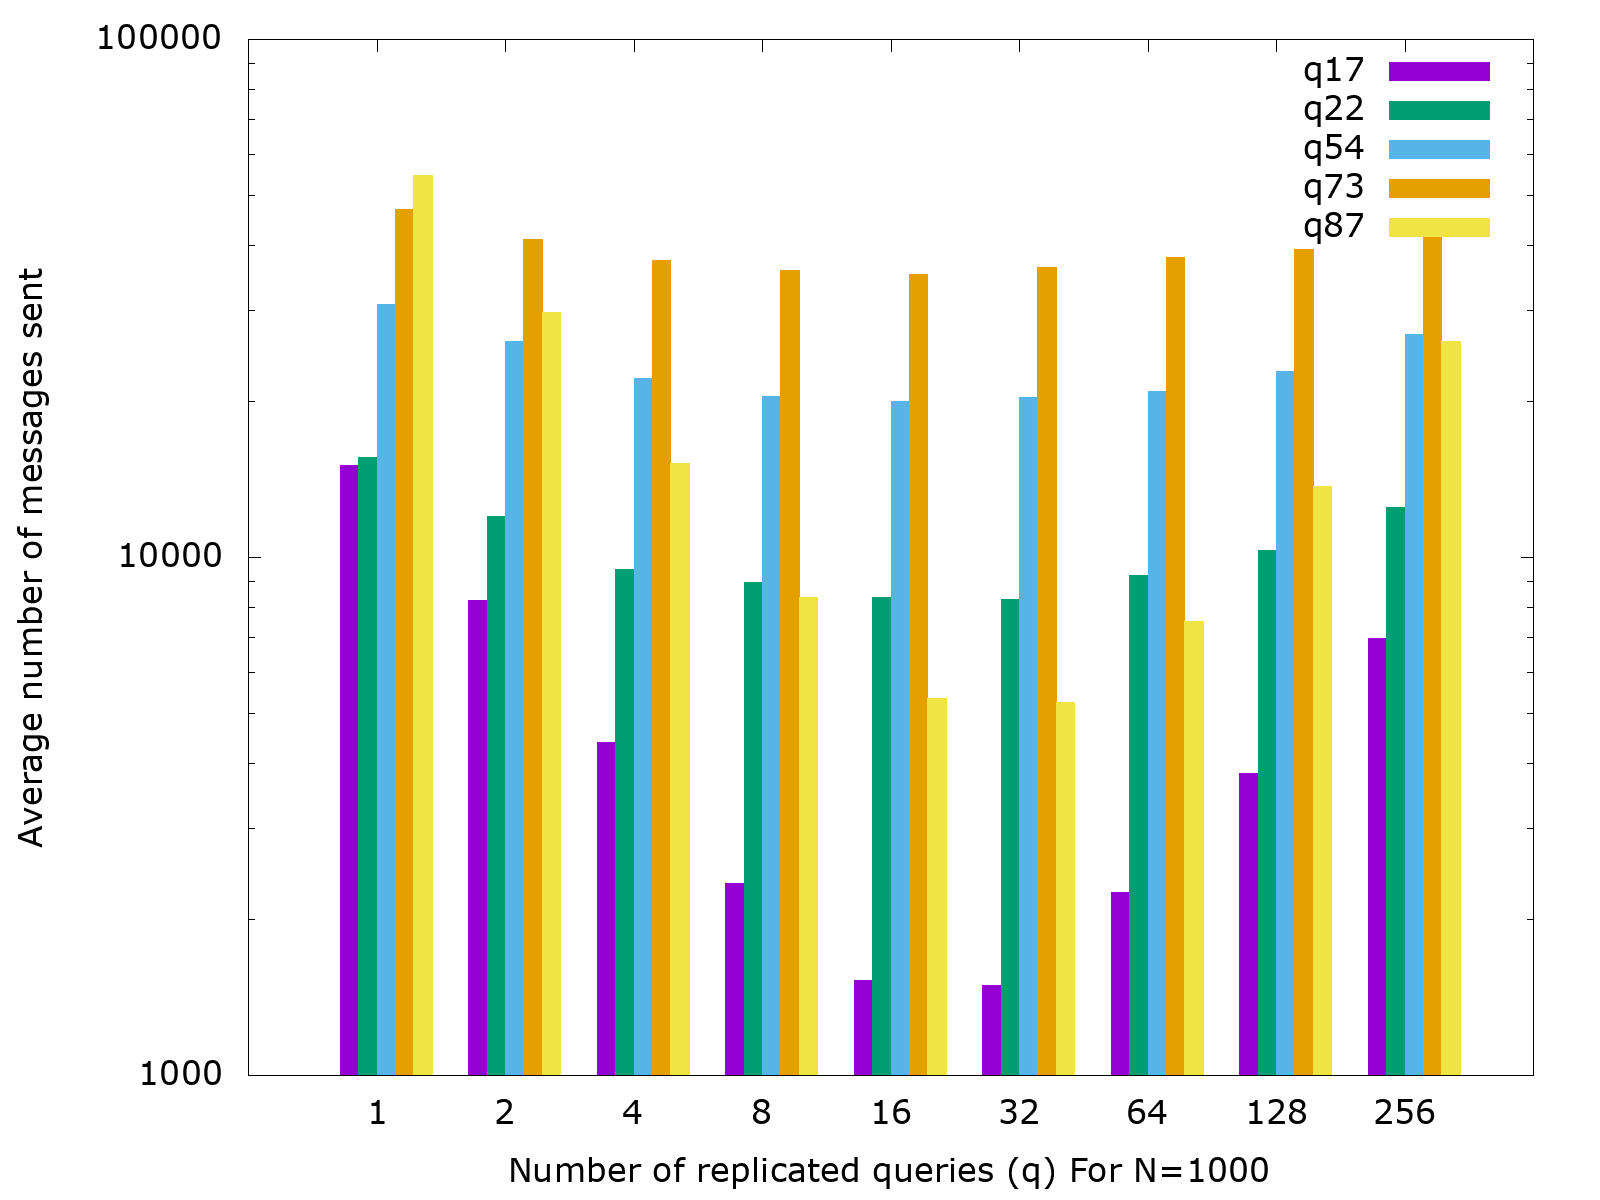 100000
10000
1000
Average number of messages sent
q17
q22
q54
q73
q87
1 2 4 8 16 32 64 128 256
Number of replicated queries (q) For N=1000